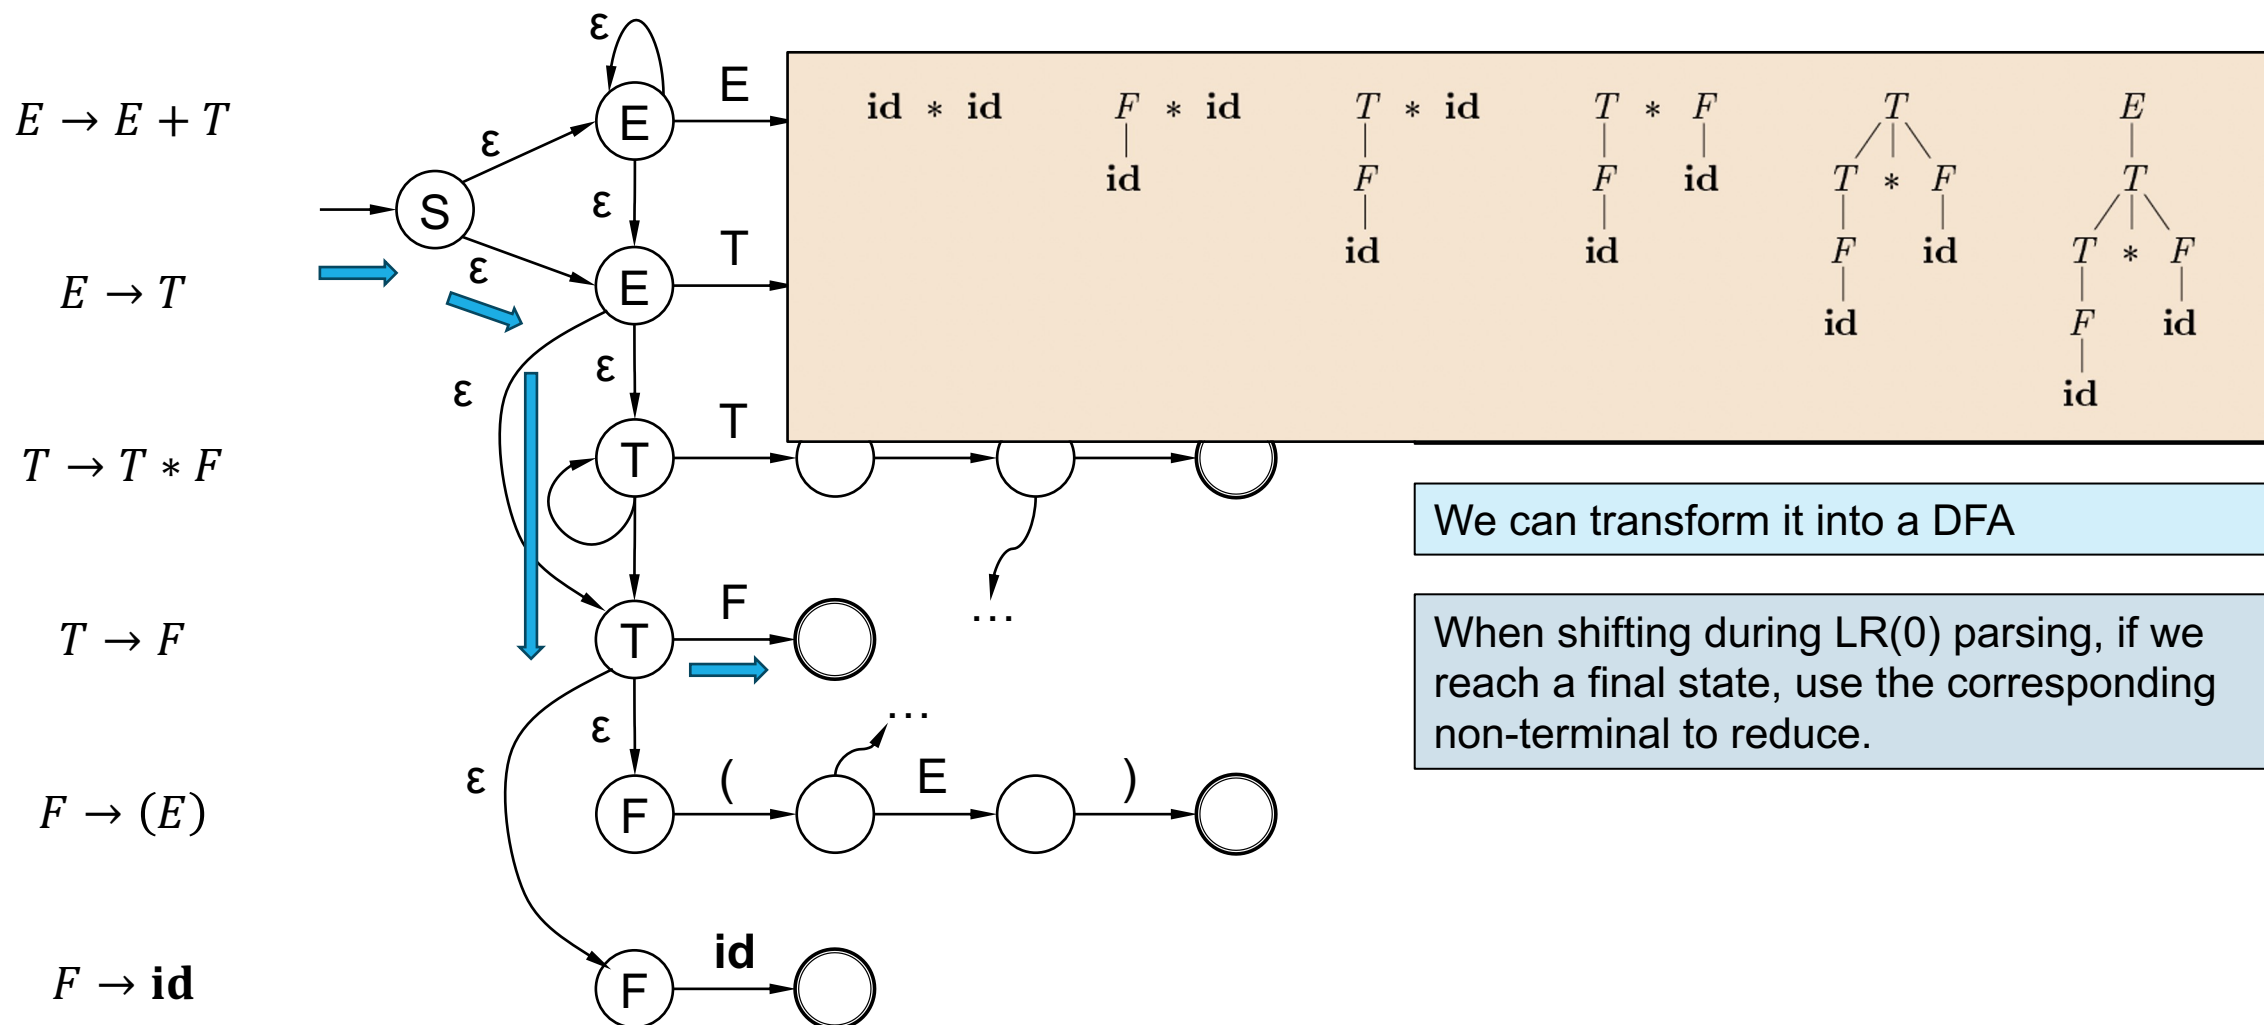 ε
E → E + T
ε
E
E
S
ε
E → T
ε
E
T
id * id
F * id
id
T * id
F
id
T * F
F id
id
T
T * F
F id
id
E
T
T * F
F id
id
ε
ε
T → T * F
T
T
We can transform it into a DFA
...
T → F
T
F
When shifting during LR(0) parsing, if we
reach a final state, use the corresponding
non-terminal to reduce.
ε
ε
...
F → (E)
F
(
E
)
F → id
F
id